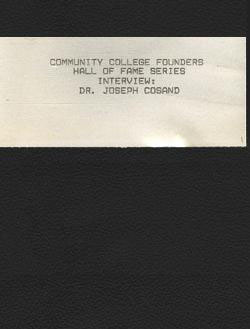 COMMUNITY COLLEGE FOUNDERS
HALL OF FAME SERIES
INTERVIEW:
DR. JOSEPH COSAND